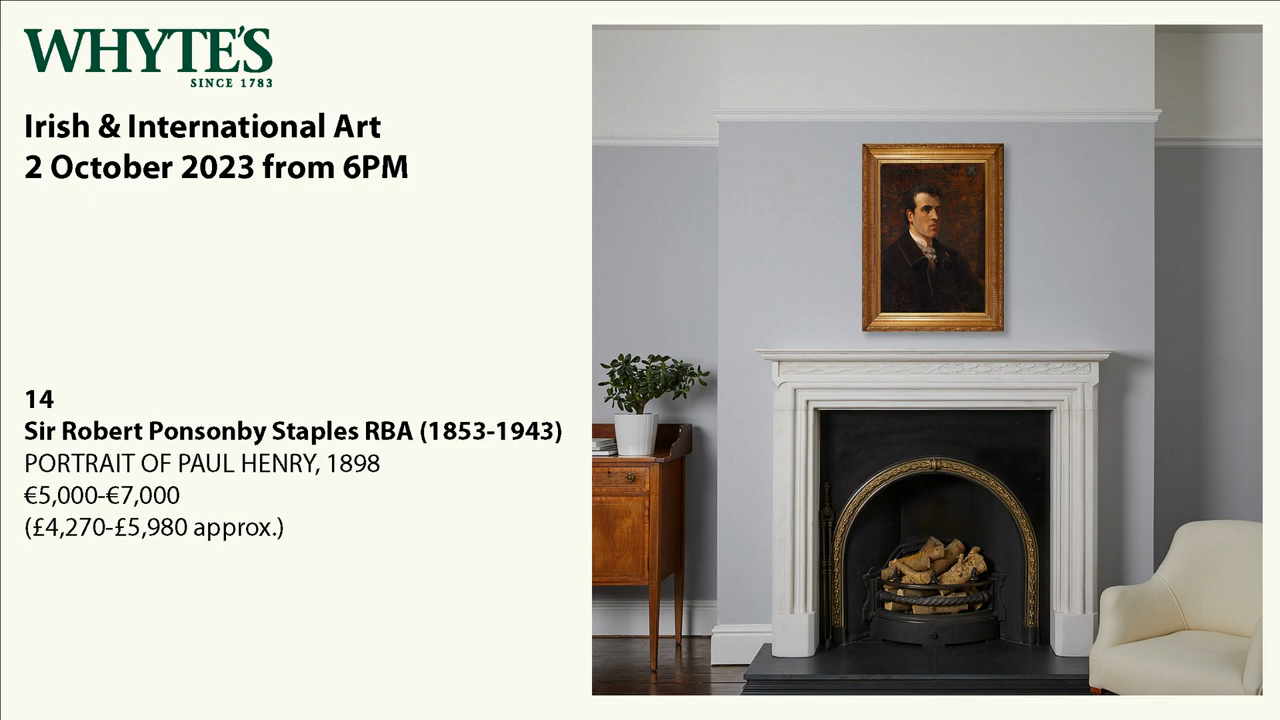 WHYTE'S
SINCE 1783
Irish & International Art
2 October 2023 from 6PM
14
Sir Robert Ponsonby Staples RBA (1853-1943)
PORTRAIT OF PAUL HENRY, 1898
€5,000-€7,000
(£4,270-£5,980 approx.)